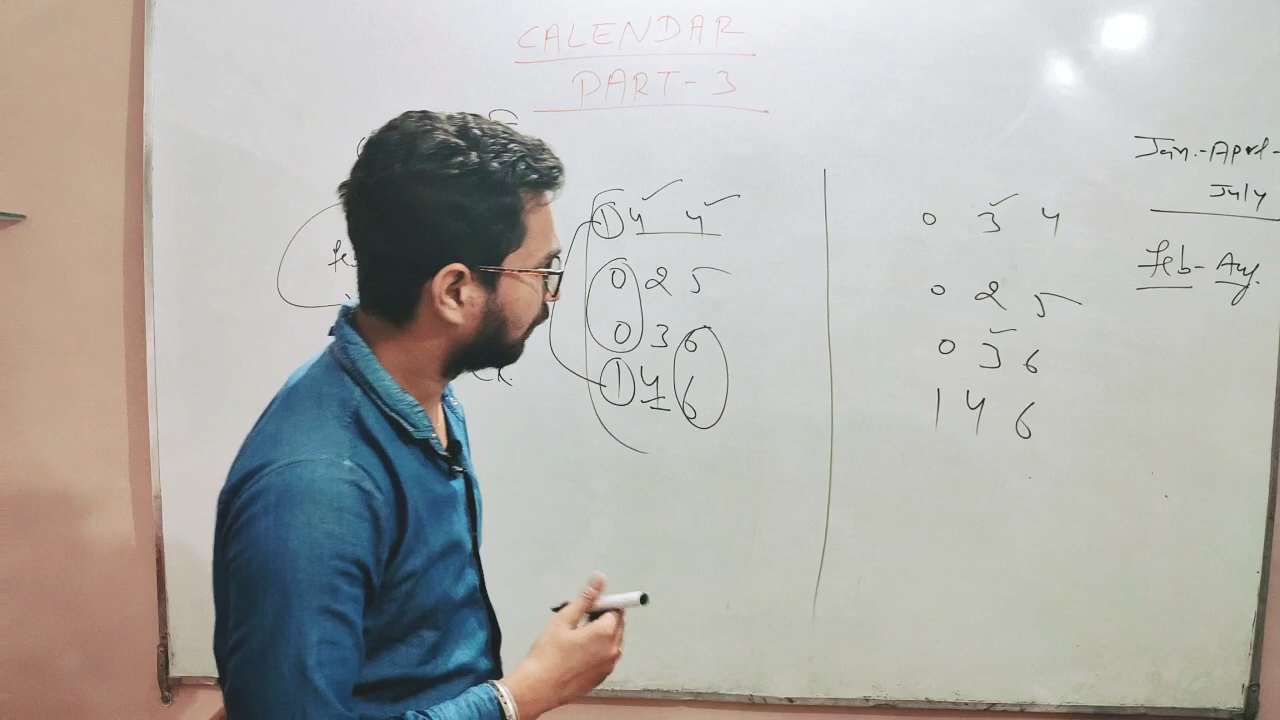 CALENDAR
PART-3
1 4 4
0 2 5
0 3 6
1 4 6
0 3 4
0 2 5
0 3 6
1 4 6
Jan.-Aprl-
July
Feb-Aug.